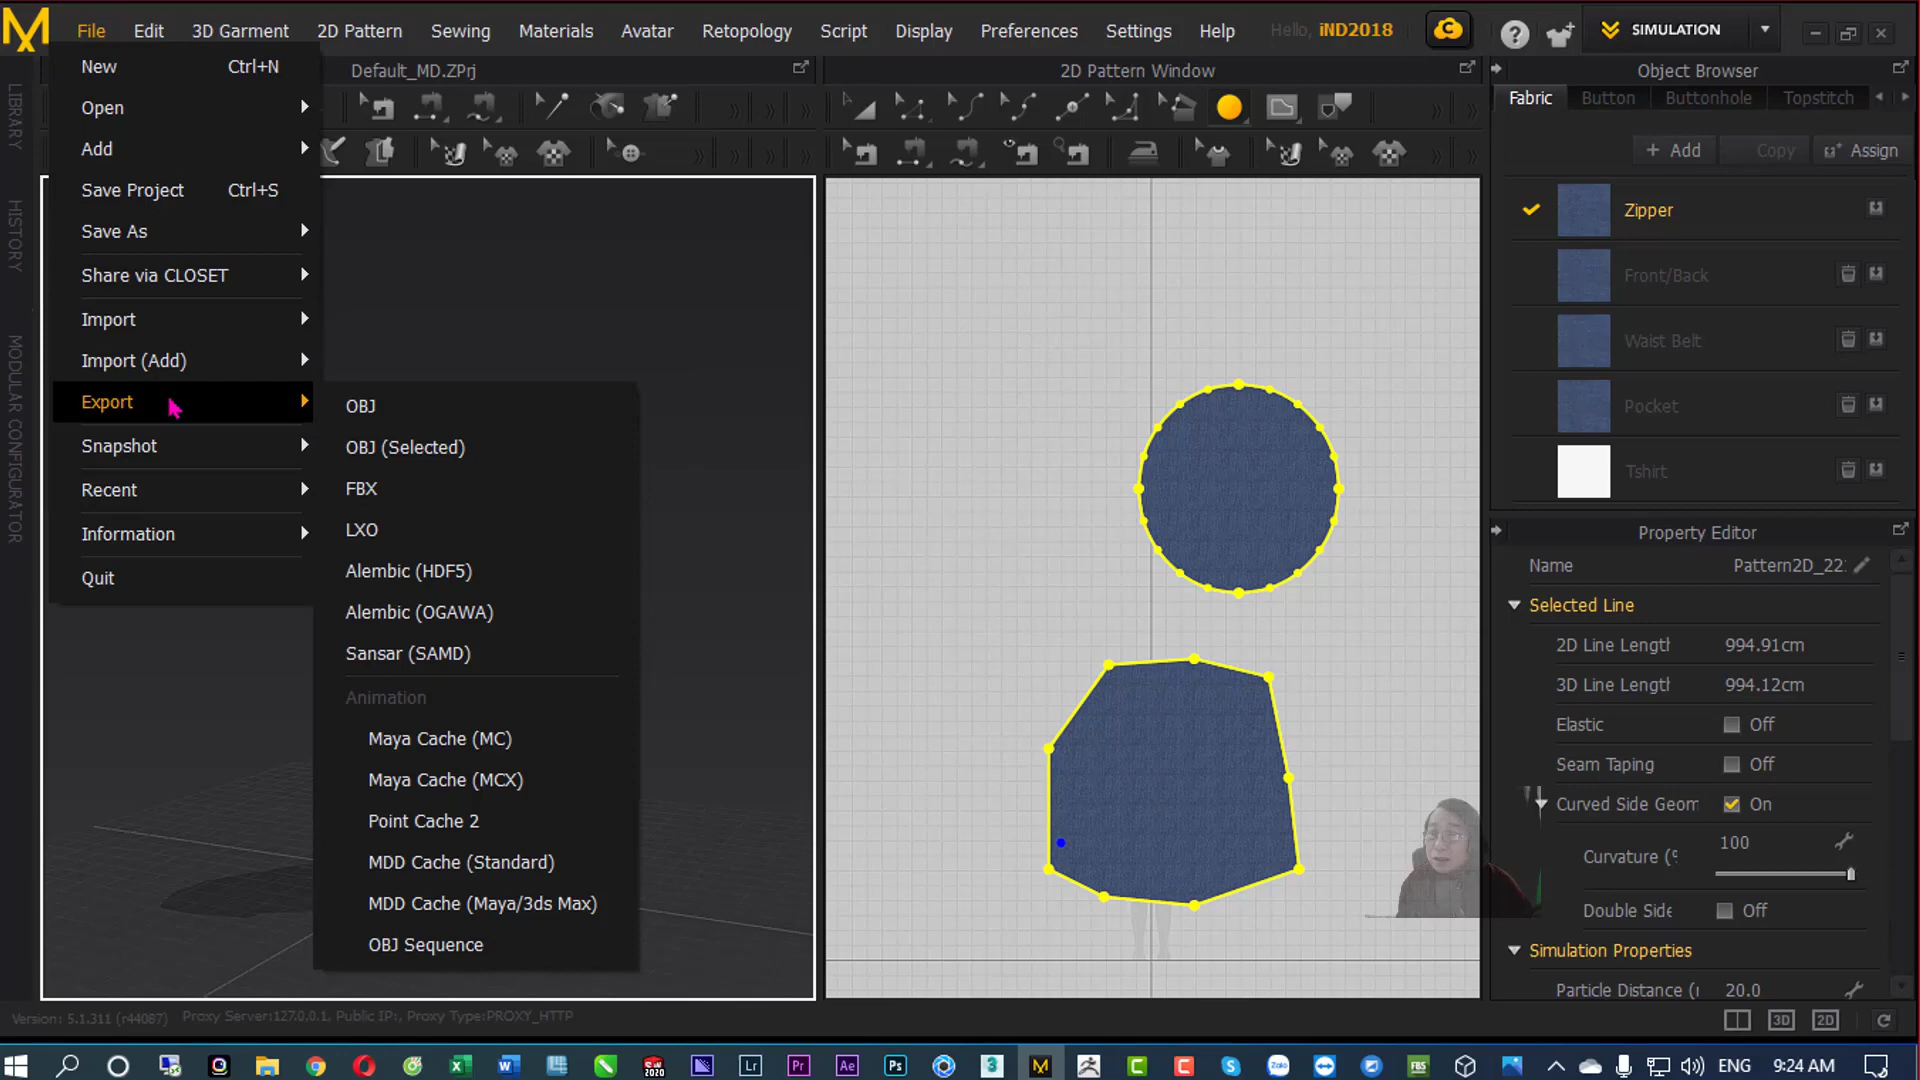 File Edit 3D Garment 2D Pattern Sewing Materials Avatar Retopology Script Display Preferences Settings Help Hello, iND2018 SIMULATION
Default_MD.ZPrj
2D Pattern Window
Object Browser
New Ctrl+N
Open
Add
Save Project Ctrl+S
Save As
Share via CLOSET
Import
Import (Add)
Export
Snapshot
Recent
Information
Quit
OBJ
OBJ (Selected)
FBX
LXO
Alembic (HDF5)
Alembic (OGAWA)
Sansar (SAMD)
Animation
Maya Cache (MC)
Maya Cache (MCX)
Point Cache 2
MDD Cache (Standard)
MDD Cache (Maya/3ds Max)
OBJ Sequence
LIBRARY
HISTORY
MODULAR CONFIGURATOR
Fabric Button Buttonhole Topstitch
+ Add Copy Assign
Zipper
Front/Back
Waist Belt
Pocket
Tshirt
Property Editor
Name Pattern2D_22
Selected Line
2D Line Length 994.91cm
3D Line Length 994.12cm
Elastic Off
Seam Taping Off
Curved Side Geom On
Curvature (% 100
Double Side Off
Simulation Properties
Particle Distance (r 20.0
Version: 5.1.311 (r44087) Proxy Server:127.0.0.1, Public IP:, Proxy Type:PROXY_HTTP
3D 2D
Lr Pr Ae Ps 3 M C C Zalo FBS ENG 9:24 AM